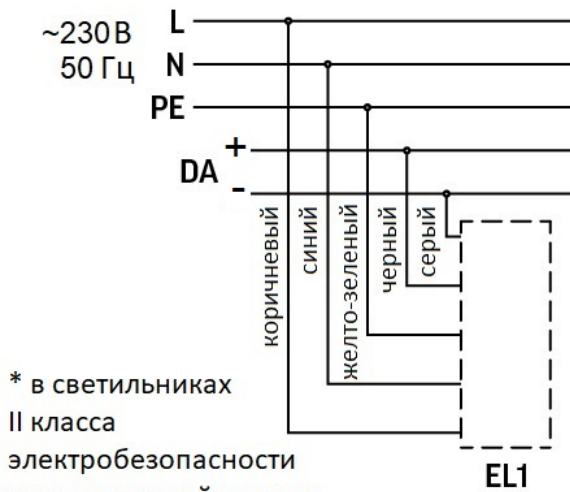 L
~230В
50 Гц
N
PE
+
DA
-
коричневый
синий
желто-зеленый
черный
серый
* в светильниках
II класса
электробезопасности
EL1